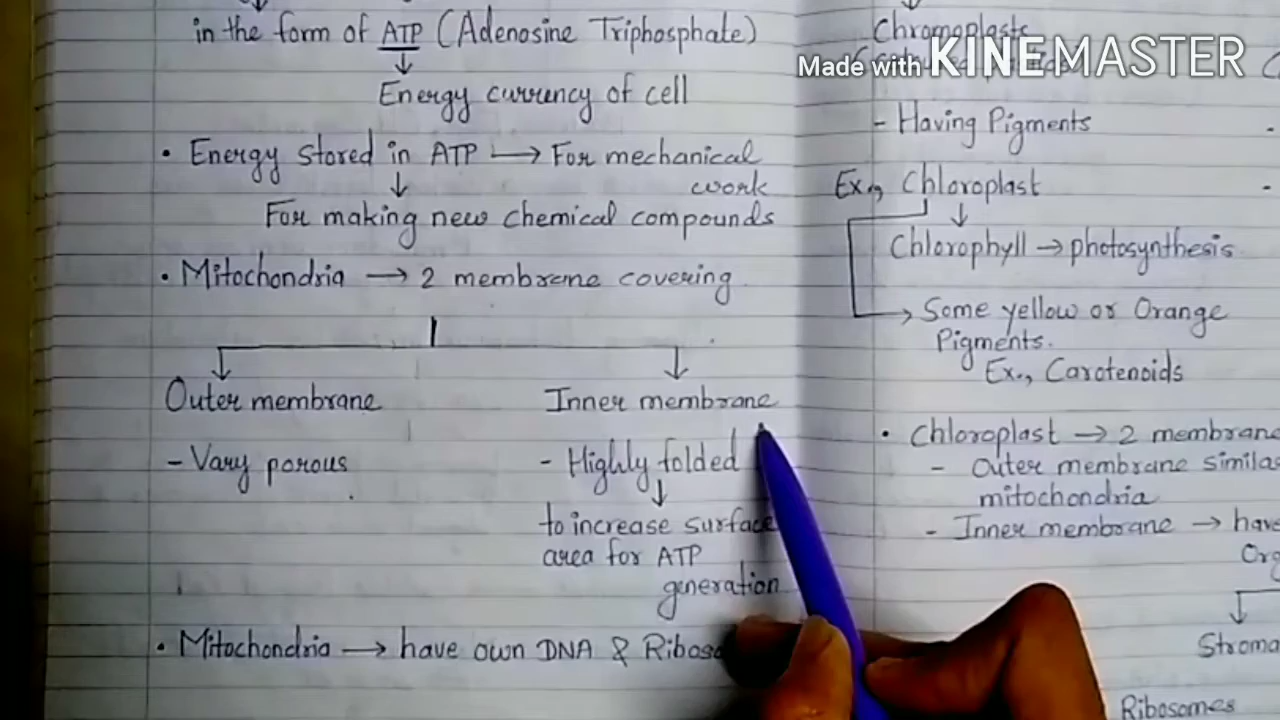 in the form of ATP (Adenosine Triphosphate)
Energy currency of cell
• Energy stored in ATP → For mechanical
work
For making new chemical compounds
• Mitochondria → 2 membrane covering
Outer membrane
Inner membrane
- Vary porous
- Highly folded
to increase surface
area for ATP
generation
• Mitochondria → have own DNA &
Chromoplasts
Made with KINEMASTER
- Having Pigments
Ex., Chloroplast
Chlorophyll → photosynthesis
Some yellow or Orange
Pigments.
Ex., Carotenoids
• Chloroplast → 2 membrane
- Outer membrane
mitochondria
- Inner membrane →
Stroma
Ribosomes